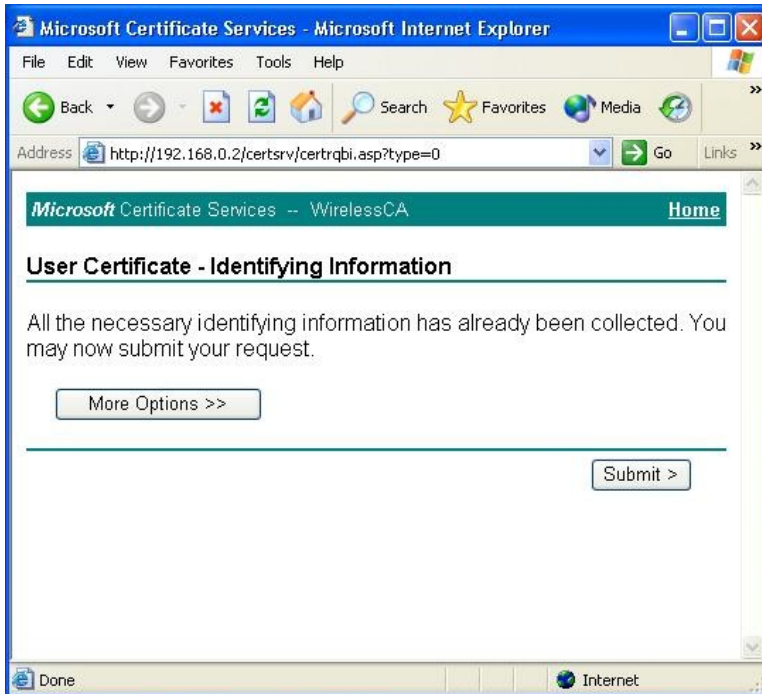 Microsoft Certificate Services - Microsoft Internet Explorer
File Edit View Favorites Tools Help
Back Search Favorites Media »
Address http://192.168.0.2/certsrv/certrqbi.asp?type=0 Go Links »
Microsoft Certificate Services -- WirelessCA Home
User Certificate - Identifying Information
All the necessary identifying information has already been collected. You
may now submit your request.
More Options >>
Submit >
Done Internet